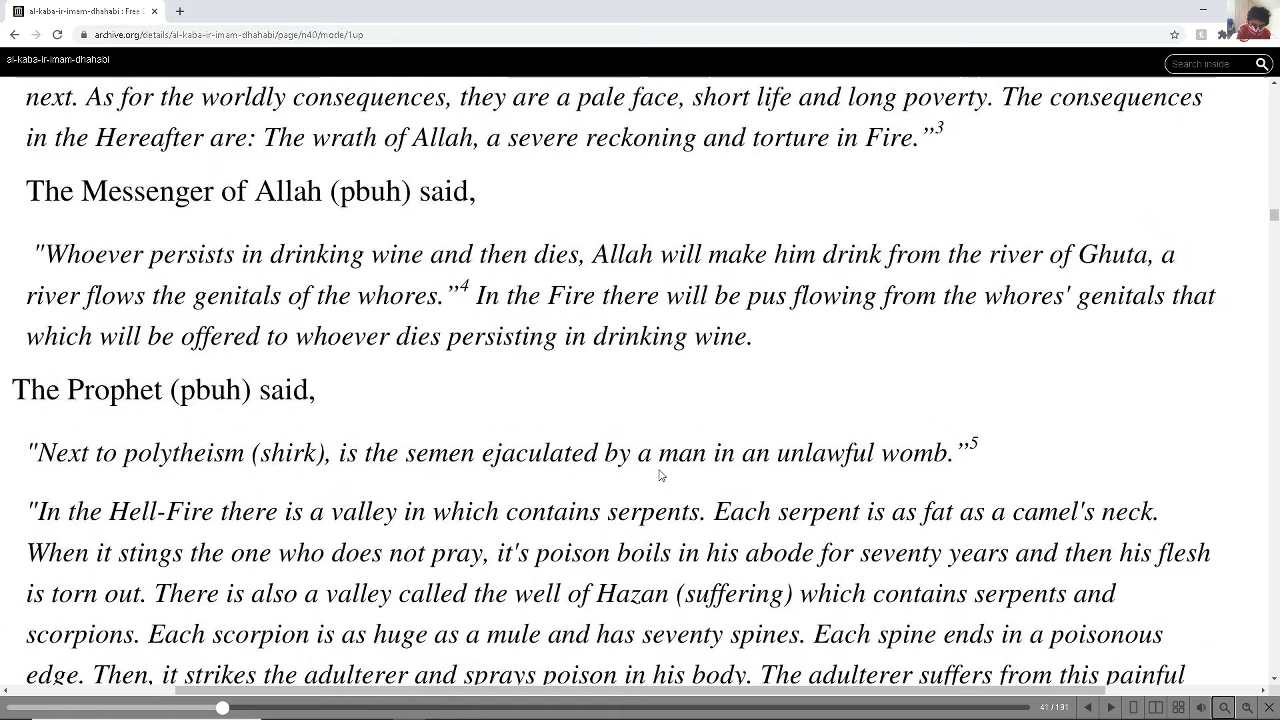 al-kaba-ir-imam-dhahabi : Free D
archive.org/details/al-kaba-ir-imam-dhahabi/page/n40/mode/1up
al-kaba-ir-imam-dhahabi
Search inside
next. As for the worldly consequences, they are a pale face, short life and long poverty. The consequences
in the Hereafter are: The wrath of Allah, a severe reckoning and torture in Fire.”3
The Messenger of Allah (pbuh) said,
"Whoever persists in drinking wine and then dies, Allah will make him drink from the river of Ghuta, a
river flows the genitals of the whores.”4 In the Fire there will be pus flowing from the whores' genitals that
which will be offered to whoever dies persisting in drinking wine.
The Prophet (pbuh) said,
"Next to polytheism (shirk), is the semen ejaculated by a man in an unlawful womb.”5
"In the Hell-Fire there is a valley in which contains serpents. Each serpent is as fat as a camel's neck.
When it stings the one who does not pray, it's poison boils in his abode for seventy years and then his flesh
is torn out. There is also a valley called the well of Hazan (suffering) which contains serpents and
scorpions. Each scorpion is as huge as a mule and has seventy spines. Each spine ends in a poisonous
edge. Then, it strikes the adulterer and sprays poison in his body. The adulterer suffers from this painful
41 / 191